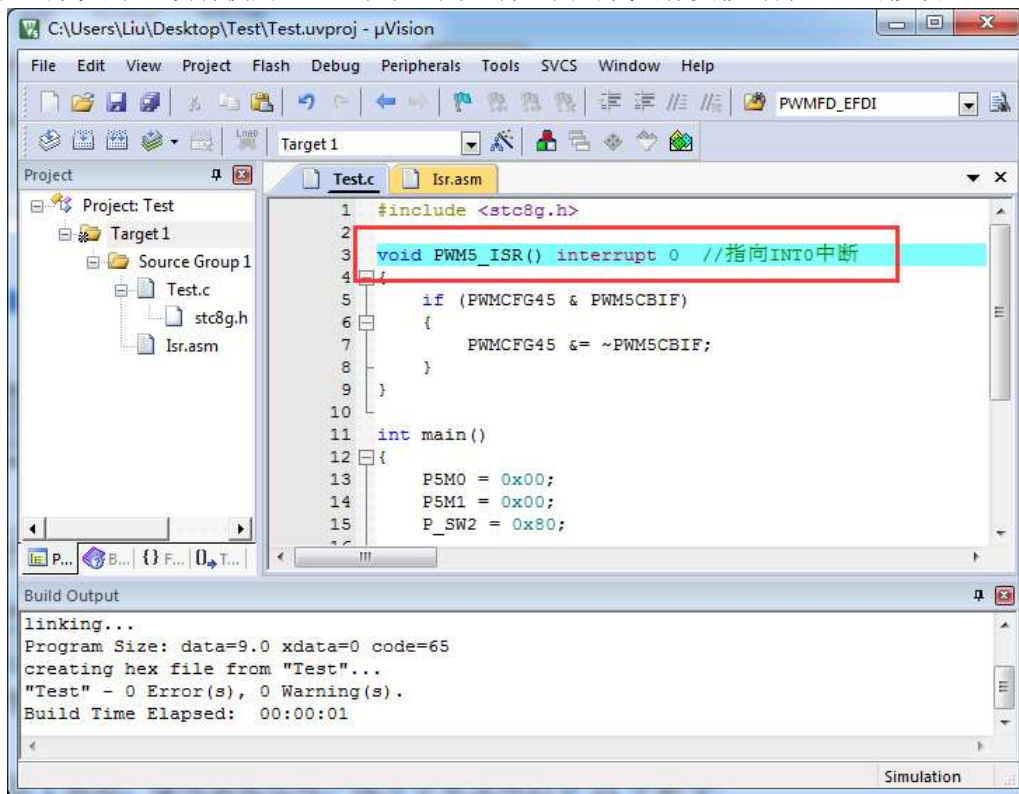 C:\Users\Liu\Desktop\Test\Test.uvproj - µVision
File Edit View Project Flash Debug Peripherals Tools SVCS Window Help
PWMFD_EFDI
LOAD Target 1
Project
Test.c Isr.asm
Project: Test
Target 1
Source Group 1
Test.c
stc8g.h
Isr.asm
1 #include <stc8g.h>
2
3 void PWM5_ISR() interrupt 0 //指向INT0中断
4 {
5 if (PWMCFG45 & PWM5CBIF)
6 {
7 PWMCFG45 &= ~PWM5CBIF;
8 }
9 }
10
11 int main()
12 {
13 P5M0 = 0x00;
14 P5M1 = 0x00;
15 P_SW2 = 0x80;
P... B... {} F... 0 T...
Build Output
linking...
Program Size: data=9.0 xdata=0 code=65
creating hex file from "Test"...
"Test" - 0 Error(s), 0 Warning(s).
Build Time Elapsed: 00:00:01
Simulation